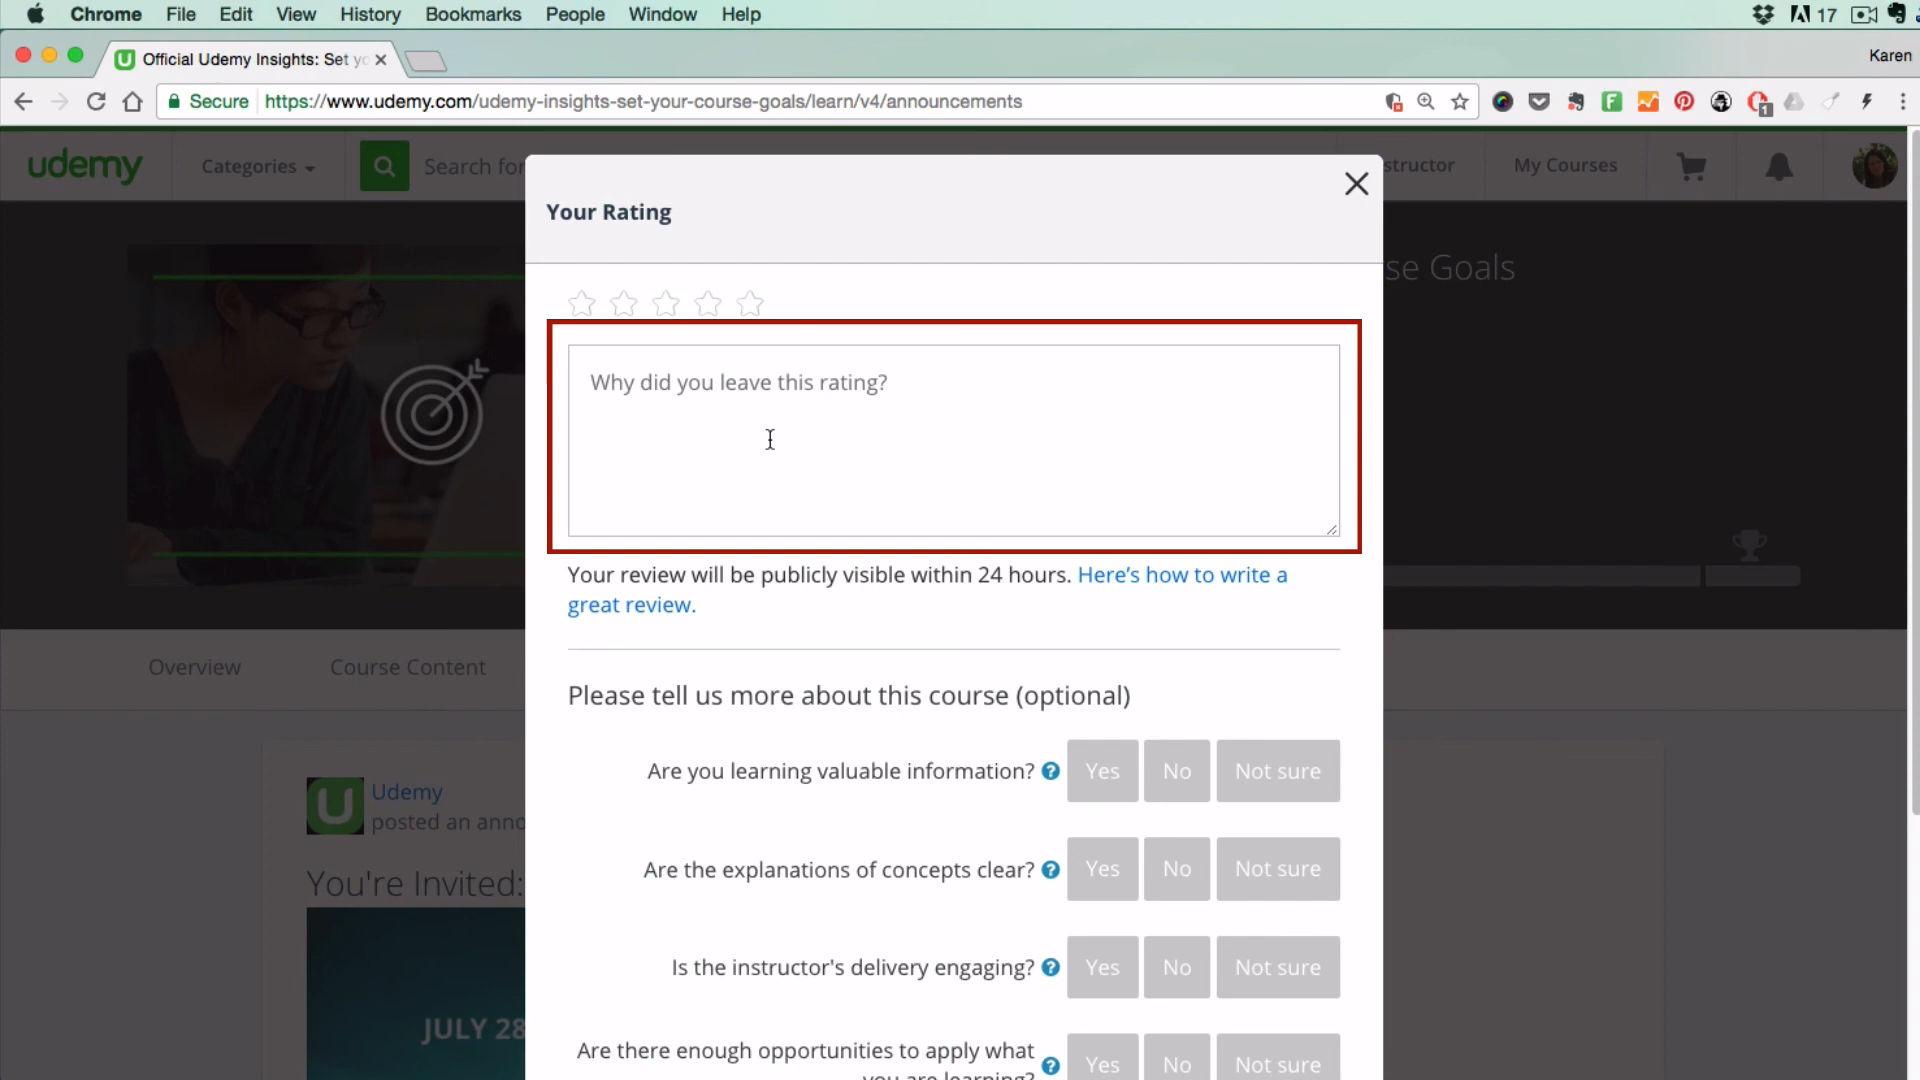 Chrome File Edit View History Bookmarks People Window Help 17
Official Udemy Insights: Set yo
Karen
Secure https://www.udemy.com/udemy-insights-set-your-course-goals/learn/v4/announcements
1
udemy Categories Search for structor My Courses
Your Rating
se Goals
Why did you leave this rating?
Your review will be publicly visible within 24 hours. Here's how to write a
great review.
Overview Course Content
Please tell us more about this course (optional)
Are you learning valuable information? ? Yes No Not sure
Udemy
posted an anno
Are the explanations of concepts clear? ? Yes No Not sure
You're Invited:
Is the instructor's delivery engaging? ? Yes No Not sure
JULY 28
Are there enough opportunities to apply what
you are learning? ? Yes No Not sure